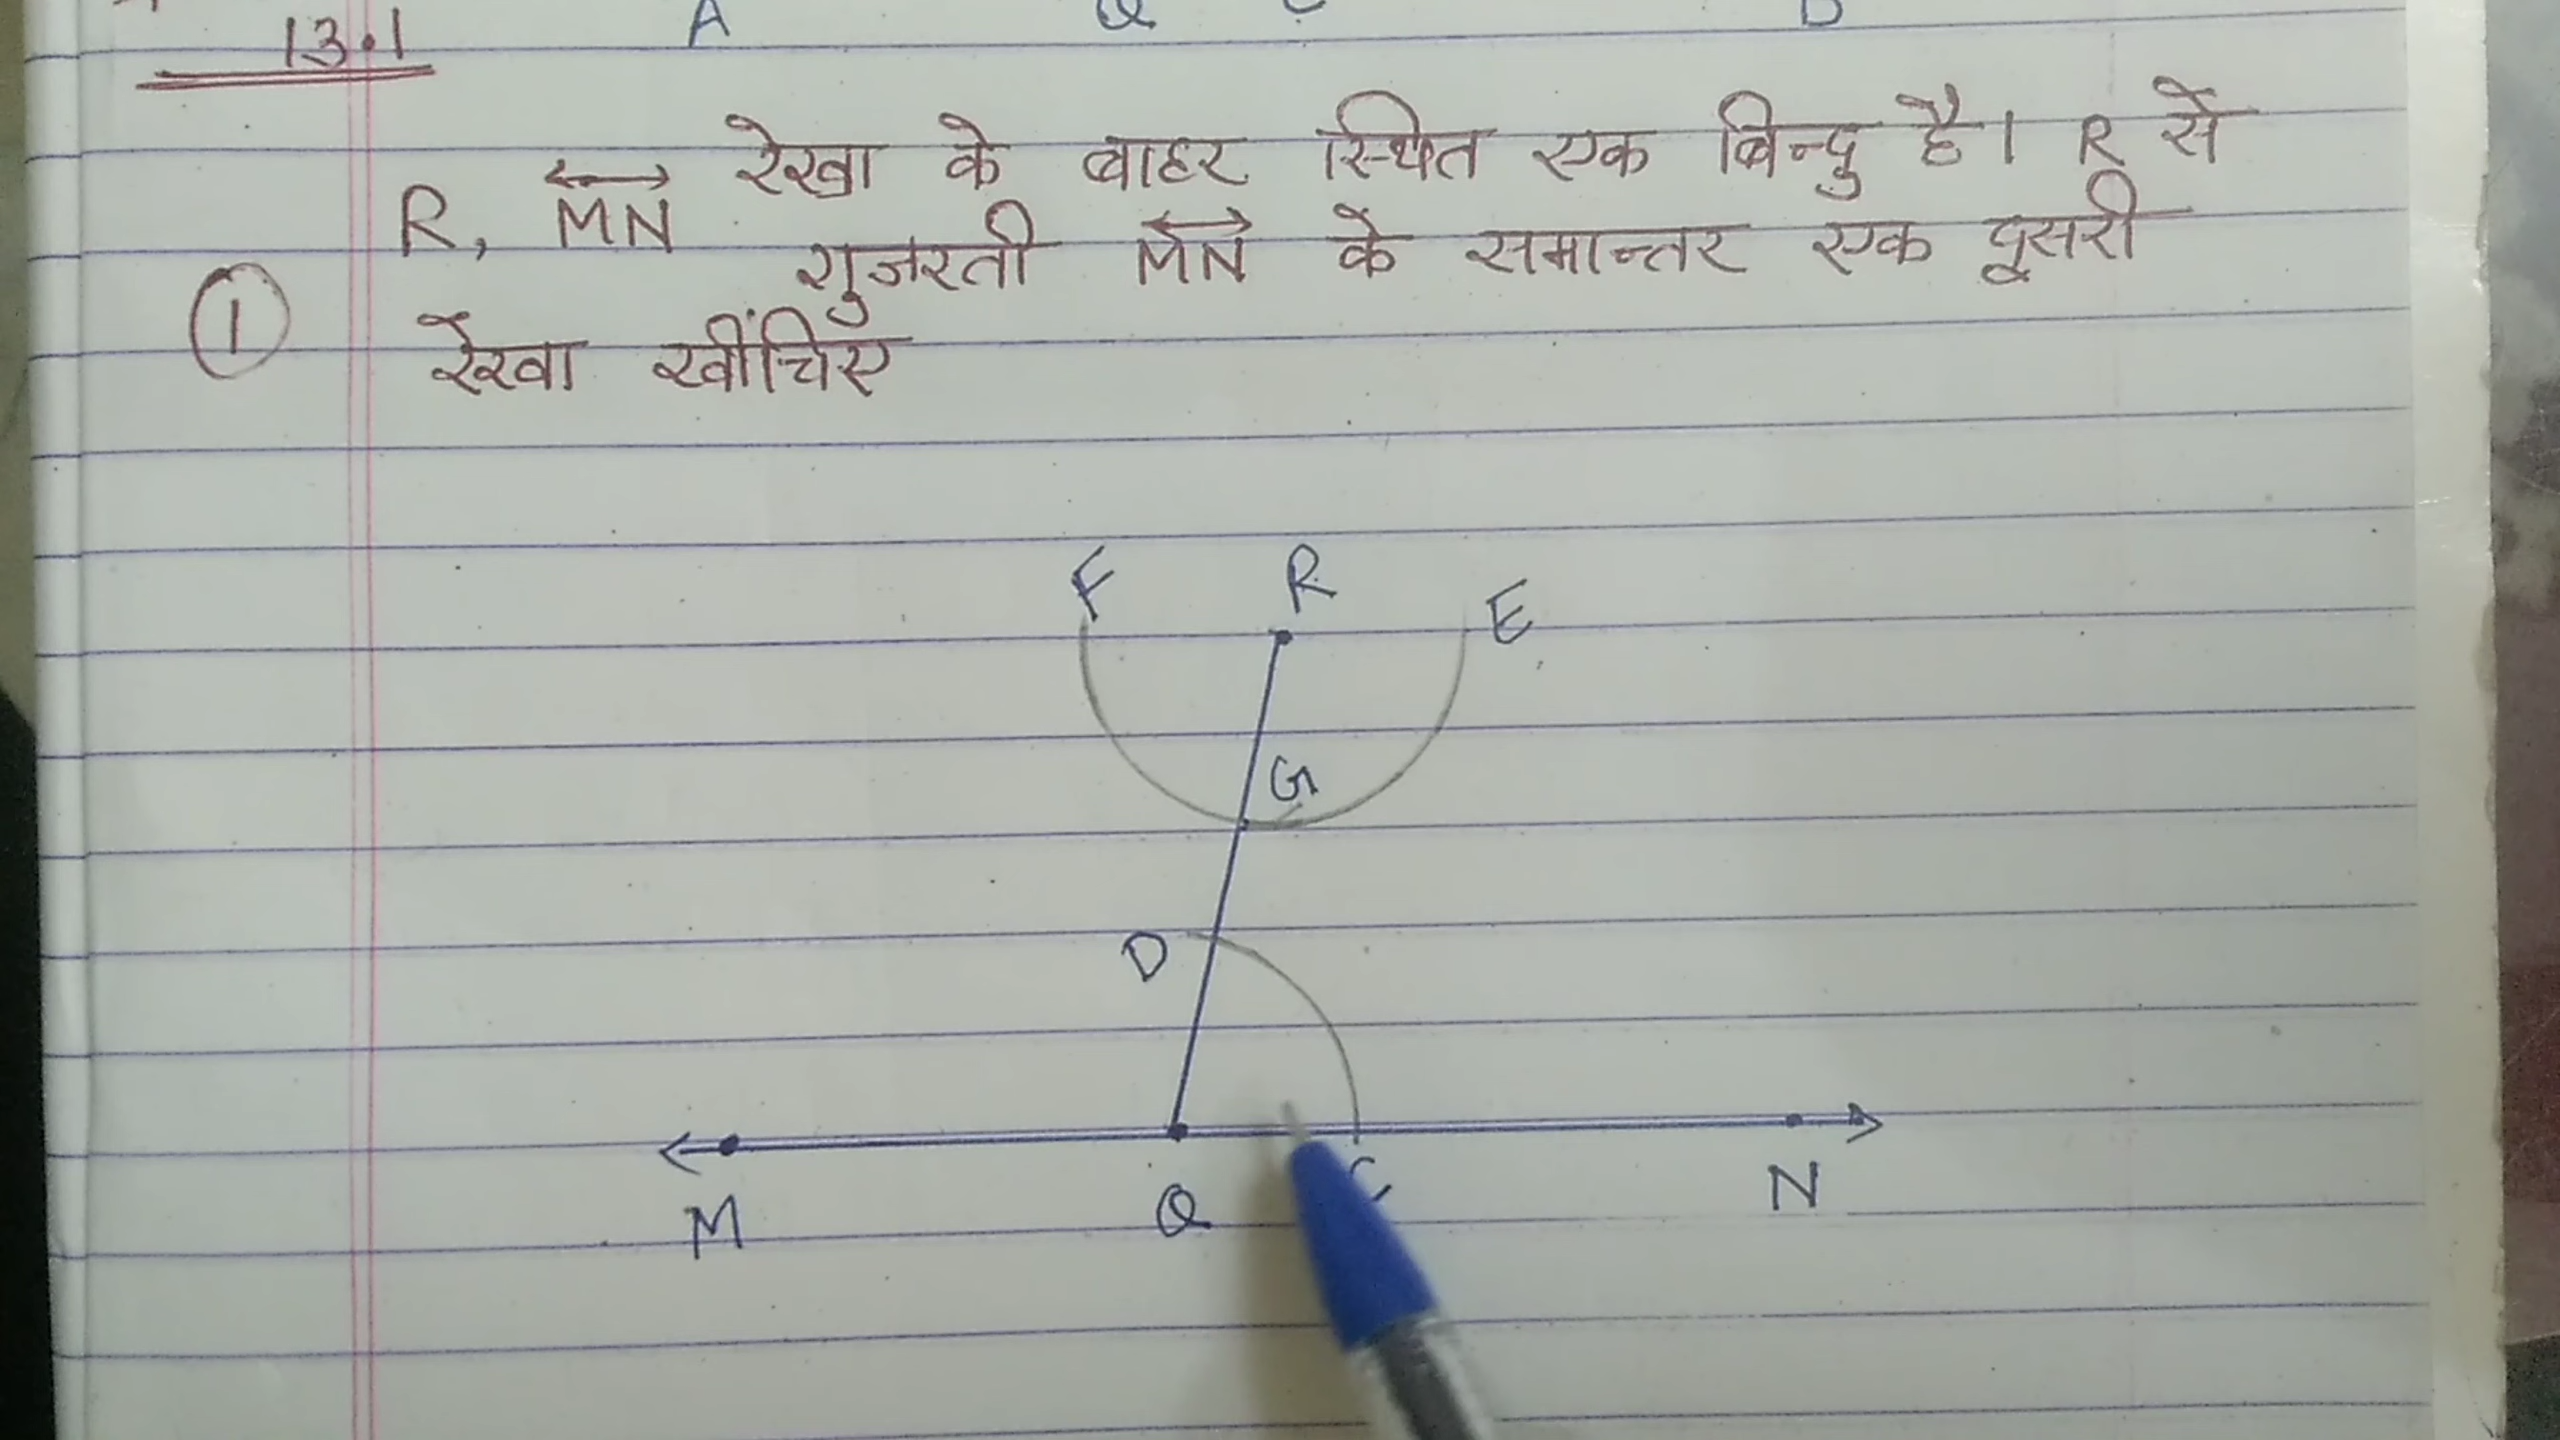 A Q C D
13.1
R, MN रेखा के बाहर स्थित एक बिन्दु है। R से
① गुजरती MN के समान्तर एक दूसरी
रेखा खींचिए
F R E
G
D
M Q C N